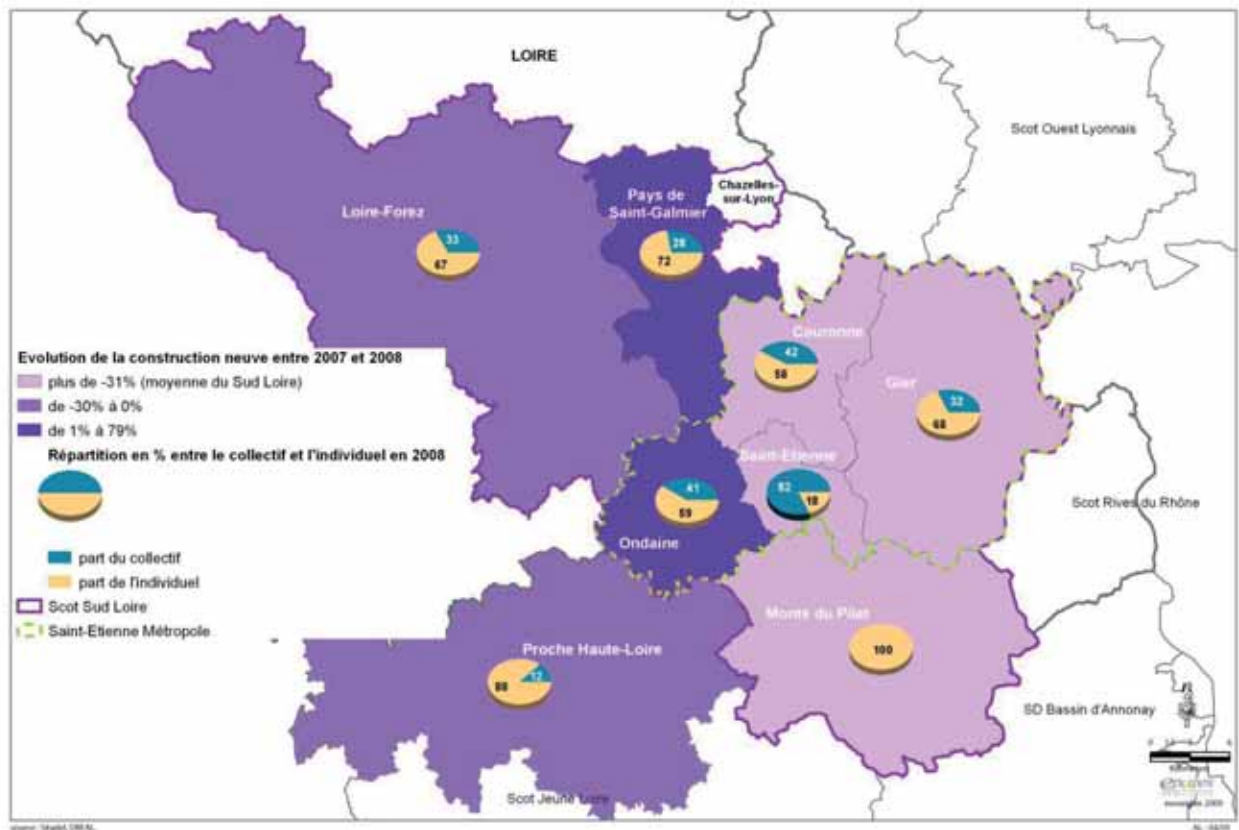 LOIRE
Scot Ouest Lyonnais
Chazelles-
sur-Lyon
Pays de
Saint-Galmier
Loire-Forez
33
67
28
72
Couronne
42
58
Gier
32
68
Evolution de la construction neuve entre 2007 et 2008
plus de -31% (moyenne du Sud Loire)
de -30% à 0%
de 1% à 79%
Répartition en % entre le collectif et l'individuel en 2008
part du collectif
part de l'individuel
Scot Sud Loire
Saint-Etienne Métropole
Saint-Etienne
82
18
41
59
Ondaine
Scot Rives du Rhône
Monts du Pilat
100
Proche Haute-Loire
88
12
SD Bassin d'Annonay
Scot Jeune Loire